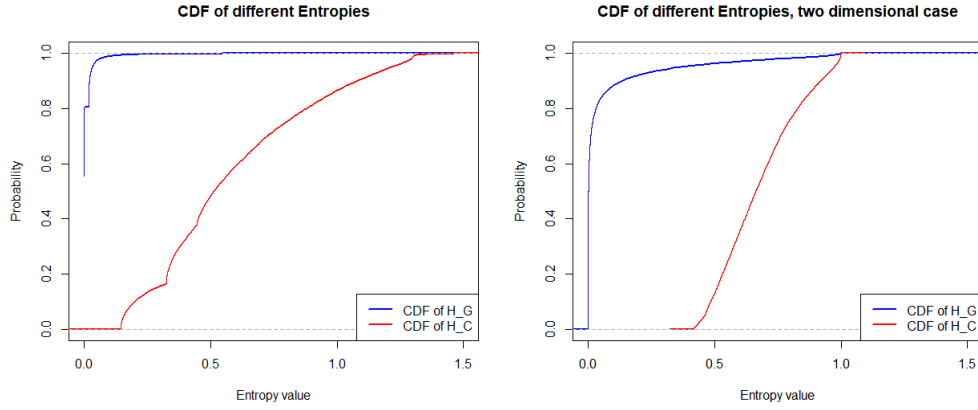 CDF of different Entropies
Probability
1.0
0.8
0.6
0.4
0.2
0.0
0.0 0.5 1.0 1.5
Entropy value
CDF of H_G
CDF of H_C
CDF of different Entropies, two dimensional case
Probability
1.0
0.8
0.6
0.4
0.2
0.0
0.0 0.5 1.0 1.5
Entropy value
CDF of H_G
CDF of H_C